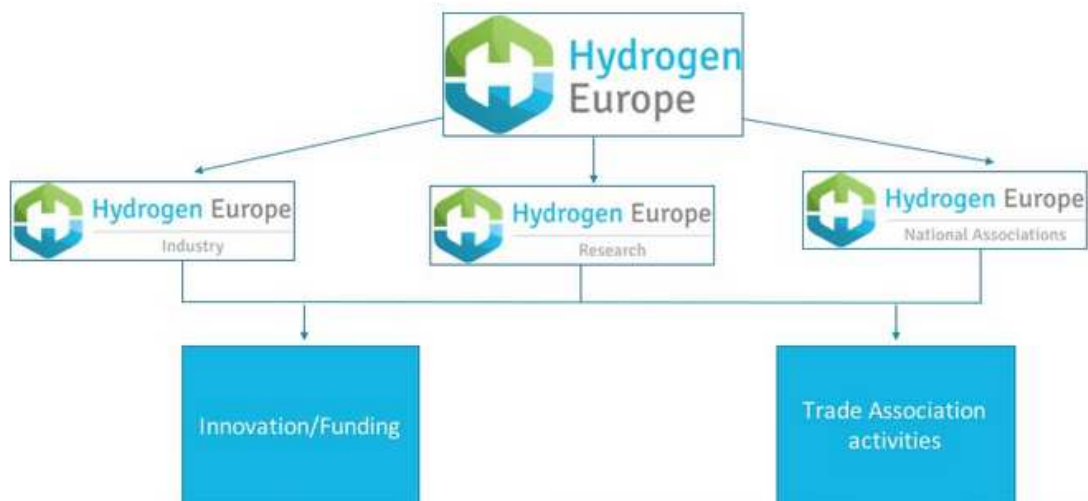 Hydrogen
Europe
Hydrogen Europe
Industry
Hydrogen Europe
Research
Hydrogen Europe
National Associations
Innovation/Funding
Trade Association
activities